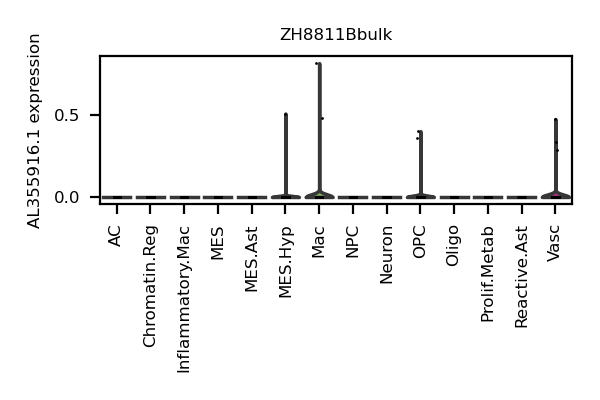 ZH8811Bbulk
AL355916.1 expression
0.5
0.0
AC
Chromatin.Reg
Inflammatory.Mac
MES
MES.Ast
MES.Hyp
Mac
NPC
Neuron
OPC
Oligo
Prolif.Metab
Reactive.Ast
Vasc